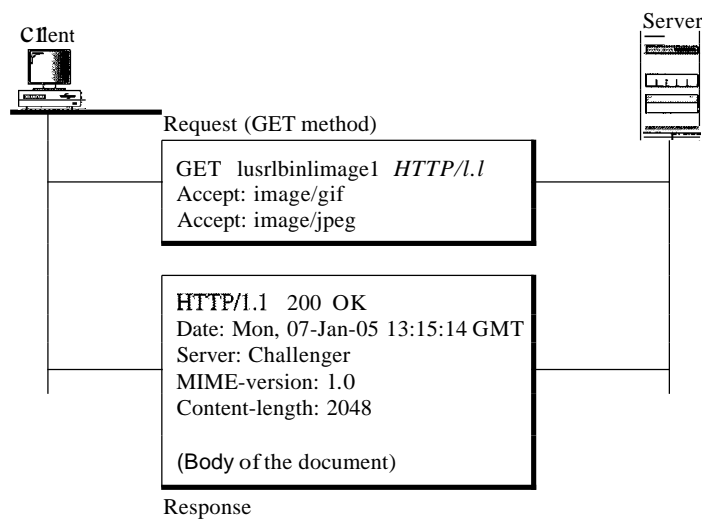 Client
Server
Request (GET method)
GET lusrlbinlimage1 HTTP/l.l
Accept: image/gif
Accept: image/jpeg
HTTP/1.1 200 OK
Date: Mon, 07-Jan-05 13:15:14 GMT
Server: Challenger
MIME-version: 1.0
Content-length: 2048
(Body of the document)
Response